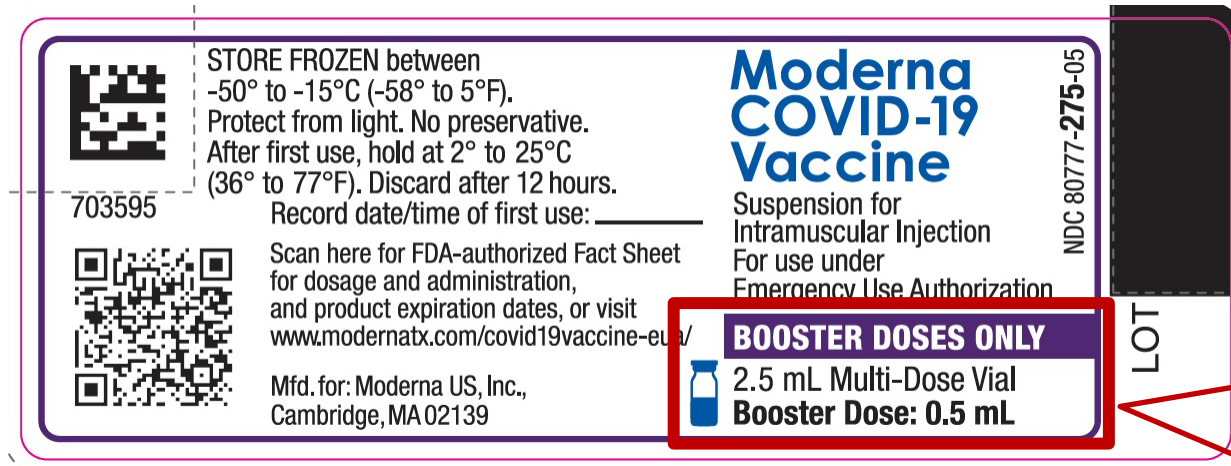 STORE FROZEN between
-50° to -15°C (-58° to 5°F).
Protect from light. No preservative.
After first use, hold at 2° to 25°C
(36° to 77°F). Discard after 12 hours.
Record date/time of first use:
703595
Scan here for FDA-authorized Fact Sheet
for dosage and administration,
and product expiration dates, or visit
www.modernatx.com/covid19vaccine-eua/
Mfd. for: Moderna US, Inc.,
Cambridge, MA 02139
Moderna
COVID-19
Vaccine
Suspension for
Intramuscular Injection
For use under
Emergency Use Authorization
BOOSTER DOSES ONLY
2.5 mL Multi-Dose Vial
Booster Dose: 0.5 mL
NDC 80777-275-05
LOT